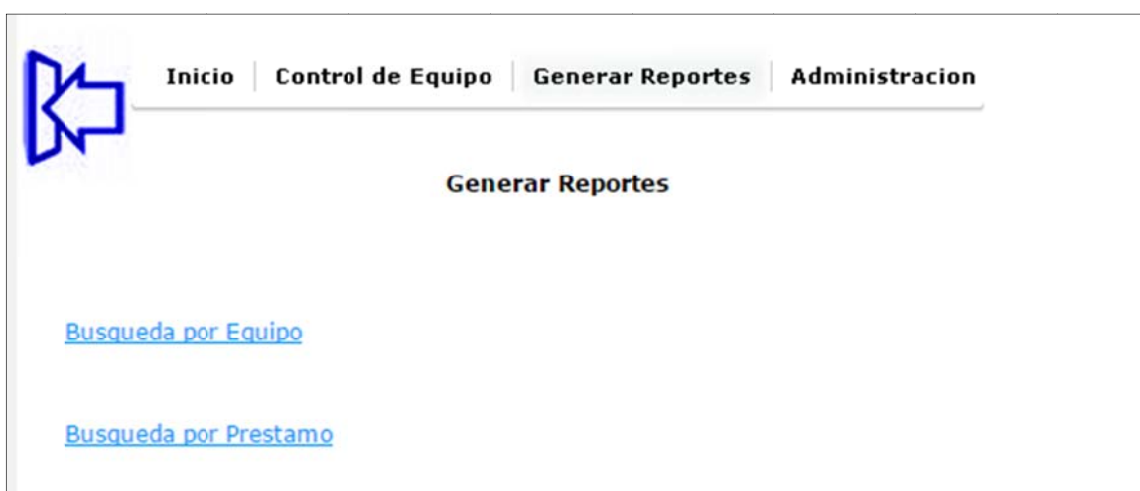 Inicio Control de Equipo Generar Reportes Administracion
Generar Reportes
Busqueda por Equipo
Busqueda por Prestamo